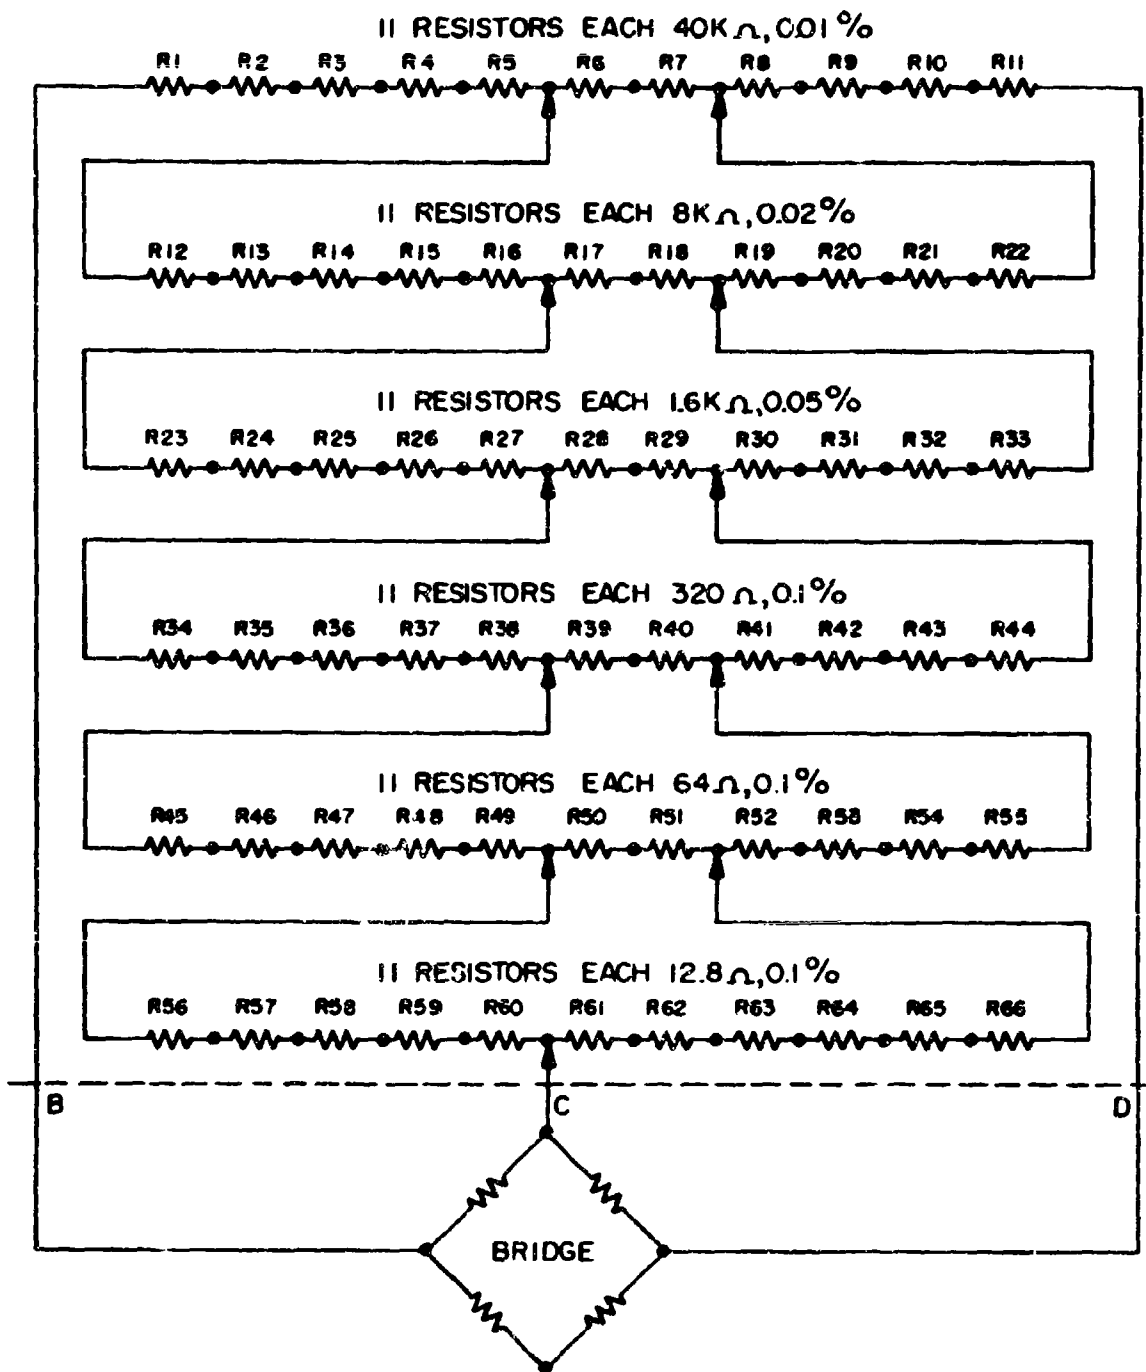 11 RESISTORS EACH 40K Ω, 0.01%
R1 R2 R3 R4 R5 R6 R7 R8 R9 R10 R11
11 RESISTORS EACH 8K Ω, 0.02%
R12 R13 R14 R15 R16 R17 R18 R19 R20 R21 R22
11 RESISTORS EACH 1.6K Ω, 0.05%
R23 R24 R25 R26 R27 R28 R29 R30 R31 R32 R33
11 RESISTORS EACH 320 Ω, 0.1%
R34 R35 R36 R37 R38 R39 R40 R41 R42 R43 R44
11 RESISTORS EACH 64 Ω, 0.1%
R45 R46 R47 R48 R49 R50 R51 R52 R53 R54 R55
11 RESISTORS EACH 12.8 Ω, 0.1%
R56 R57 R58 R59 R60 R61 R62 R63 R64 R65 R66
B C D
BRIDGE